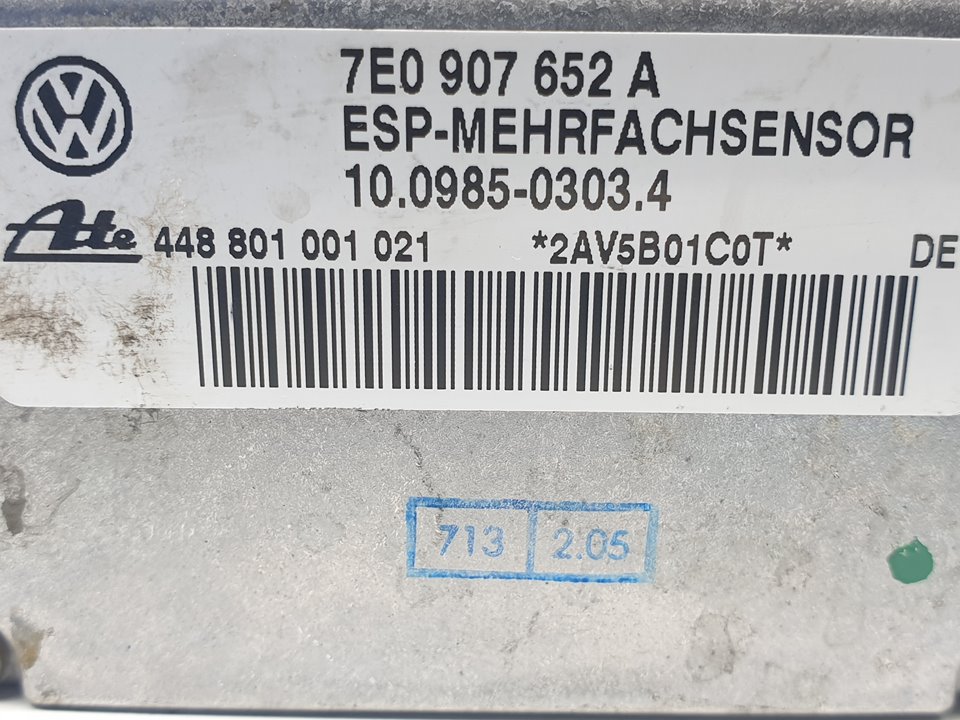 7E0 907 652 A
ESP-MEHRFACHSENSOR
10.0985-0303.4
Ate 448 801 001 021 *2AV5B01C0T* DE
713 2.05